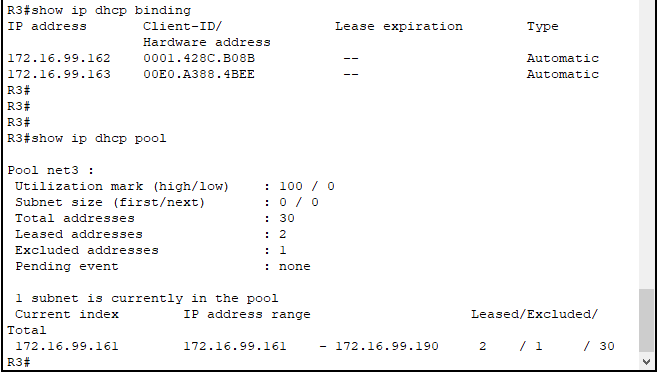 R3#show ip dhcp binding
IP address       Client-ID/              Lease expiration        Type
                 Hardware address
172.16.99.162    0001.428C.B08B           --                     Automatic
172.16.99.163    00E0.A388.4BEE           --                     Automatic
R3#
R3#
R3#
R3#show ip dhcp pool

Pool net3 :
 Utilization mark (high/low)    : 100 / 0
 Subnet size (first/next)       : 0 / 0
 Total addresses                : 30
 Leased addresses               : 2
 Excluded addresses             : 1
 Pending event                  : none

 1 subnet is currently in the pool
 Current index        IP address range                    Leased/Excluded/
Total
 172.16.99.161        172.16.99.161    - 172.16.99.190     2    / 1     / 30
R3#